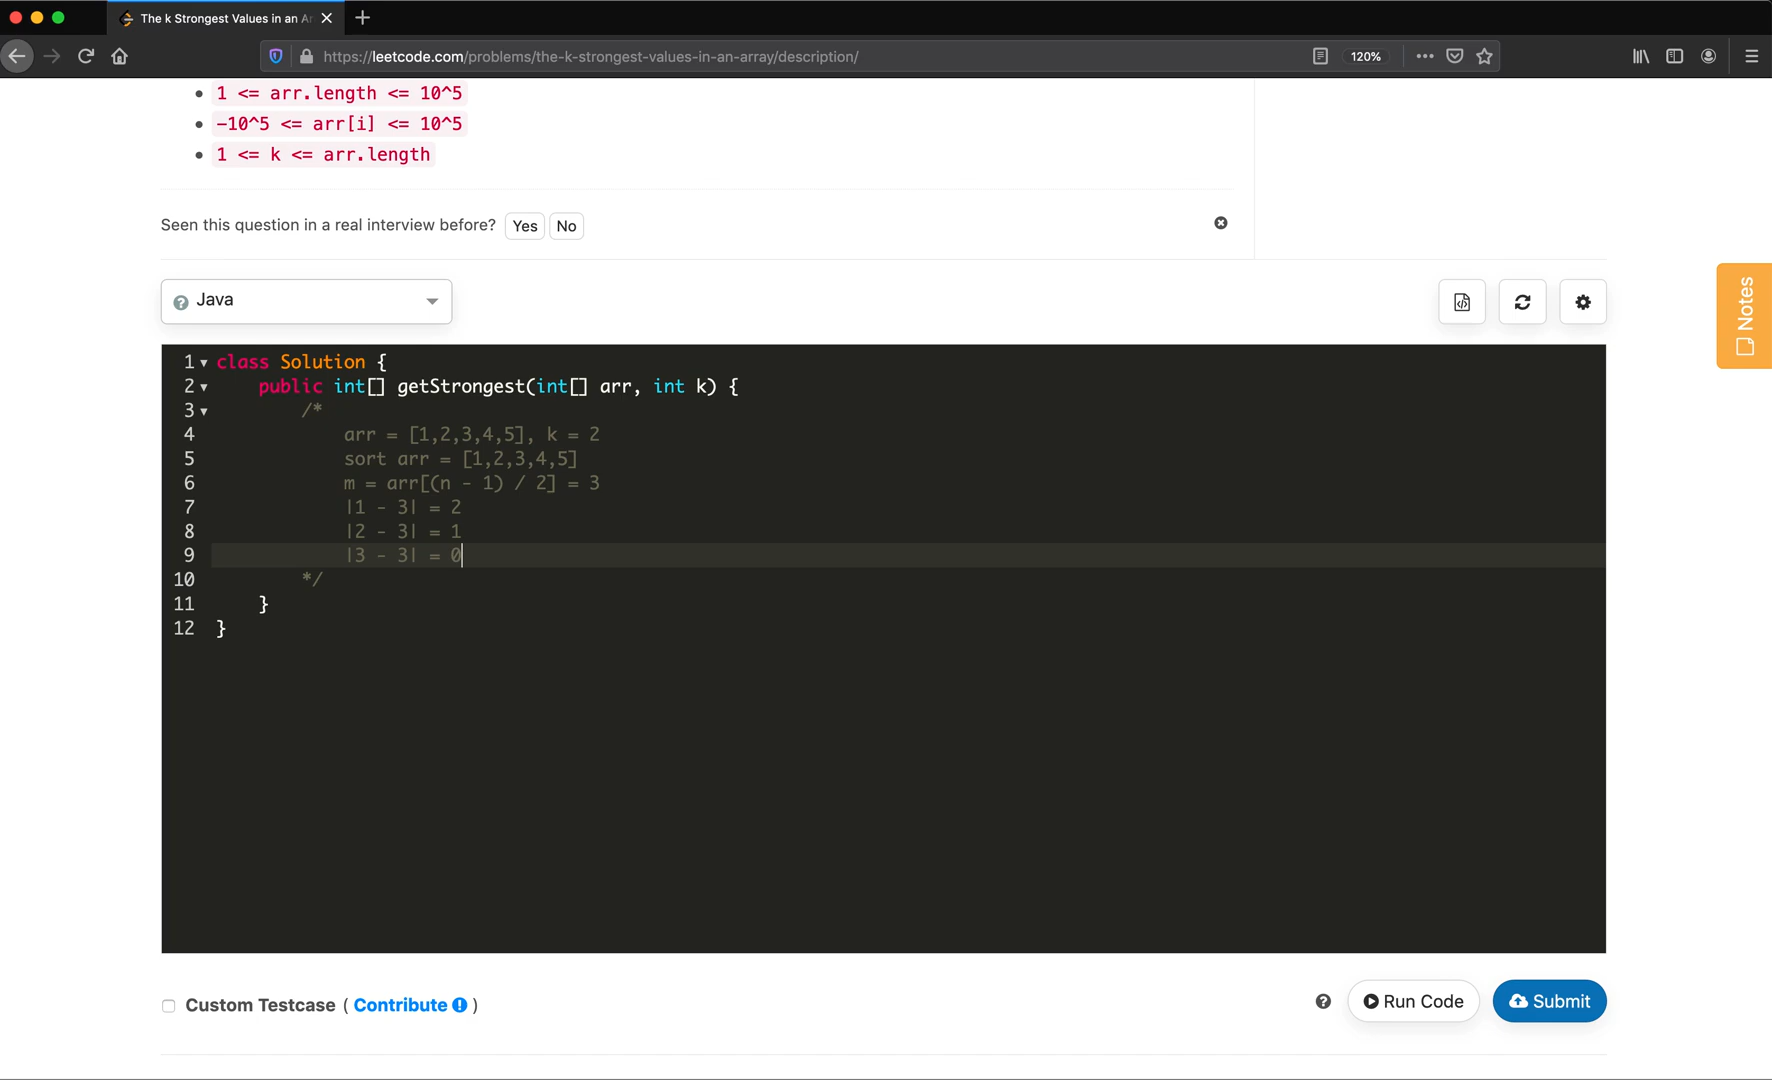 The k Strongest Values in an Ar
https://leetcode.com/problems/the-k-strongest-values-in-an-array/description/
120%
1 <= arr.length <= 10^5
-10^5 <= arr[i] <= 10^5
1 <= k <= arr.length
Seen this question in a real interview before? Yes No
Notes
Java
1 class Solution {
2 public int[] getStrongest(int[] arr, int k) {
3 /*
4 arr = [1,2,3,4,5], k = 2
5 sort arr = [1,2,3,4,5]
6 m = arr[(n - 1) / 2] = 3
7 |1 - 3| = 2
8 |2 - 3| = 1
9 |3 - 3| = 0
10 */
11 }
12 }
Custom Testcase ( Contribute )
Run Code
Submit